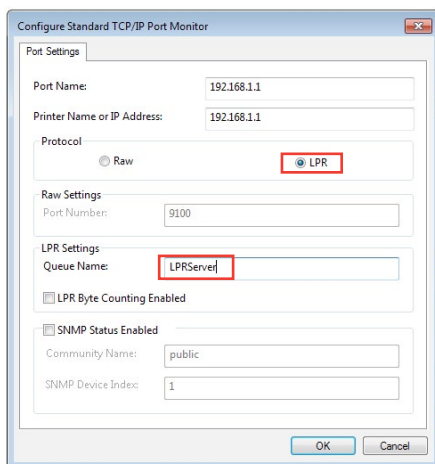 Configure Standard TCP/IP Port Monitor
Port Settings
Port Name: 192.168.1.1
Printer Name or IP Address: 192.168.1.1
Protocol
Raw LPR
Raw Settings
Port Number: 9100
LPR Settings
Queue Name: LPRServer
LPR Byte Counting Enabled
SNMP Status Enabled
Community Name: public
SNMP Device Index: 1
OK Cancel